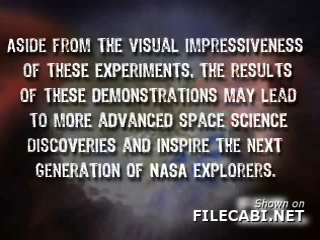 ASIDE FROM THE VISUAL IMPRESSIVENESS
OF THESE EXPERIMENTS, THE RESULTS
OF THESE DEMONSTRATIONS MAY LEAD
TO MORE ADVANCED SPACE SCIENCE
DISCOVERIES AND INSPIRE THE NEXT
GENERATION OF NASA EXPLORERS.
Shown on
FILECABI.NET